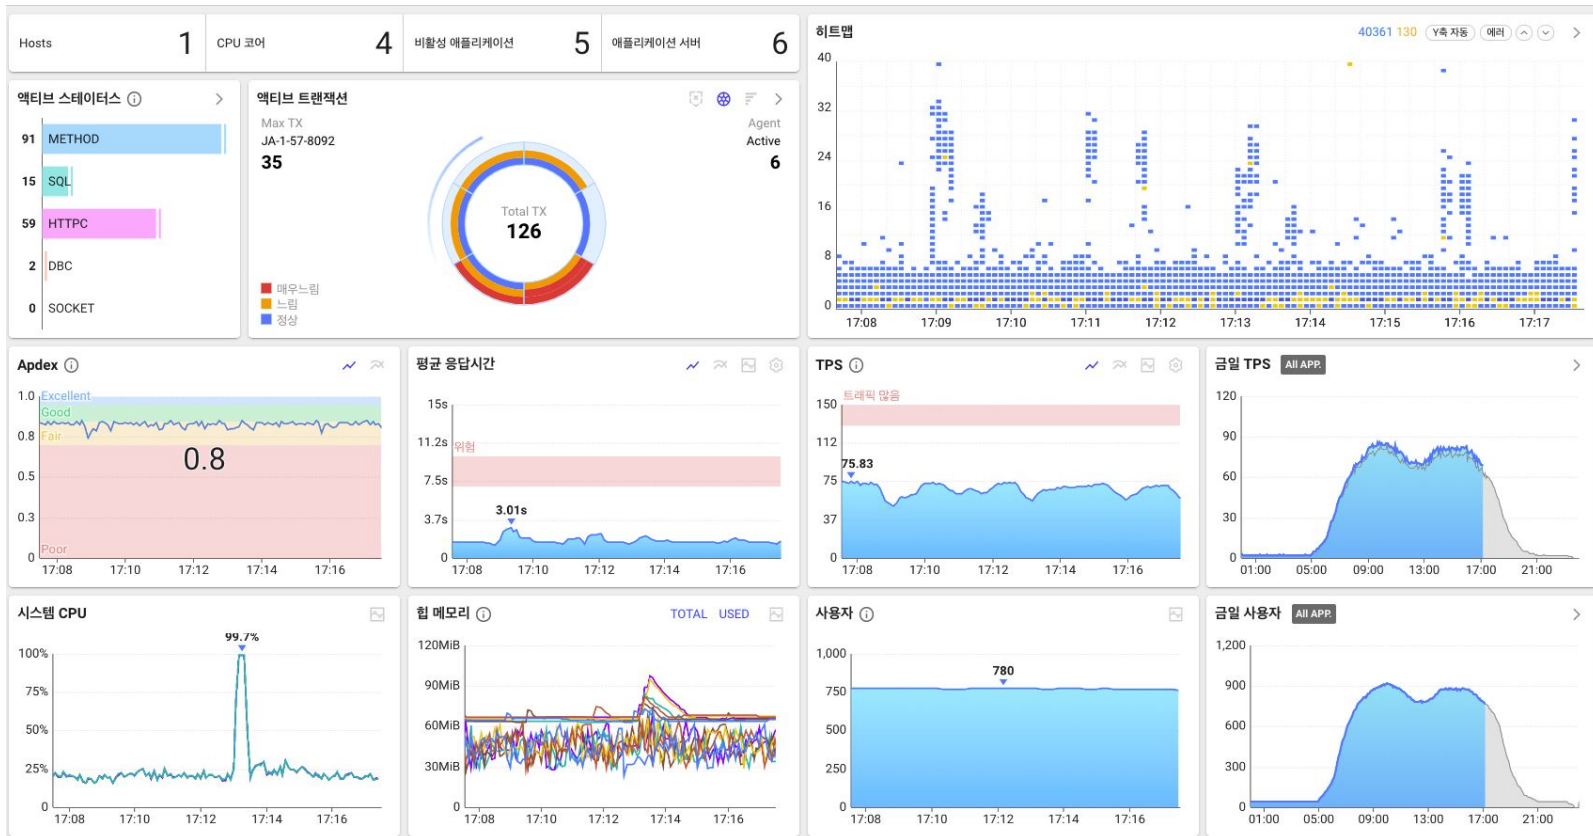 Hosts 1
CPU 코어 4
비활성 애플리케이션 5
애플리케이션 서버 6
액티브 스테이터스
91 METHOD
15 SQL
59 HTTPC
2 DBC
0 SOCKET
액티브 트랜잭션
Max TX
JA-1-57-8092
35
Agent
Active
6
Total TX
126
매우느림
느림
정상
히트맵
40361 130 Y축 자동 에러
40
32
24
16
8
0
17:08 17:09 17:10 17:11 17:12 17:13 17:14 17:15 17:16 17:17
Apdex
1.0 Excellent
Good
0.8 Fair
0.8
0.5
0.3
Poor
0
17:08 17:10 17:12 17:14 17:16
평균 응답시간
15s
11.2s
위험
7.5s
3.7s
3.01s
0
17:08 17:10 17:12 17:14 17:16
TPS
트래픽 많음
150
112
75.83
75
37
0
17:08 17:10 17:12 17:14 17:16
금일 TPS All APP.
120
90
60
30
0
01:00 05:00 09:00 13:00 17:00 21:00
시스템 CPU
99.7%
100%
75%
50%
25%
0
17:08 17:10 17:12 17:14 17:16
힙 메모리 TOTAL USED
120MiB
90MiB
60MiB
30MiB
0
17:08 17:10 17:12 17:14 17:16
사용자
1,000
780
750
500
250
0
17:08 17:10 17:12 17:14 17:16
금일 사용자 All APP.
1,200
900
600
300
0
01:00 05:00 09:00 13:00 17:00 21:00